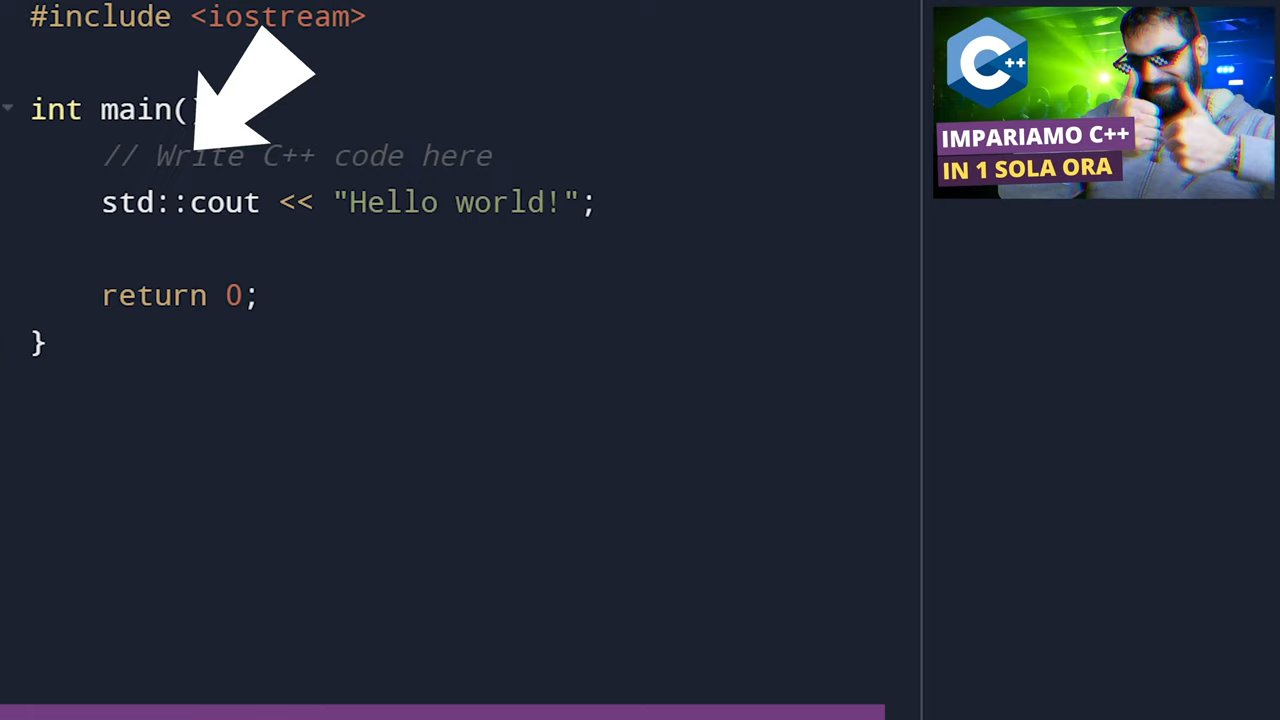 #include <iostream>
int main(
// Write C++ code here
std::cout << "Hello world!";
return 0;
}
C++
IMPARIAMO C++
IN 1 SOLA ORA